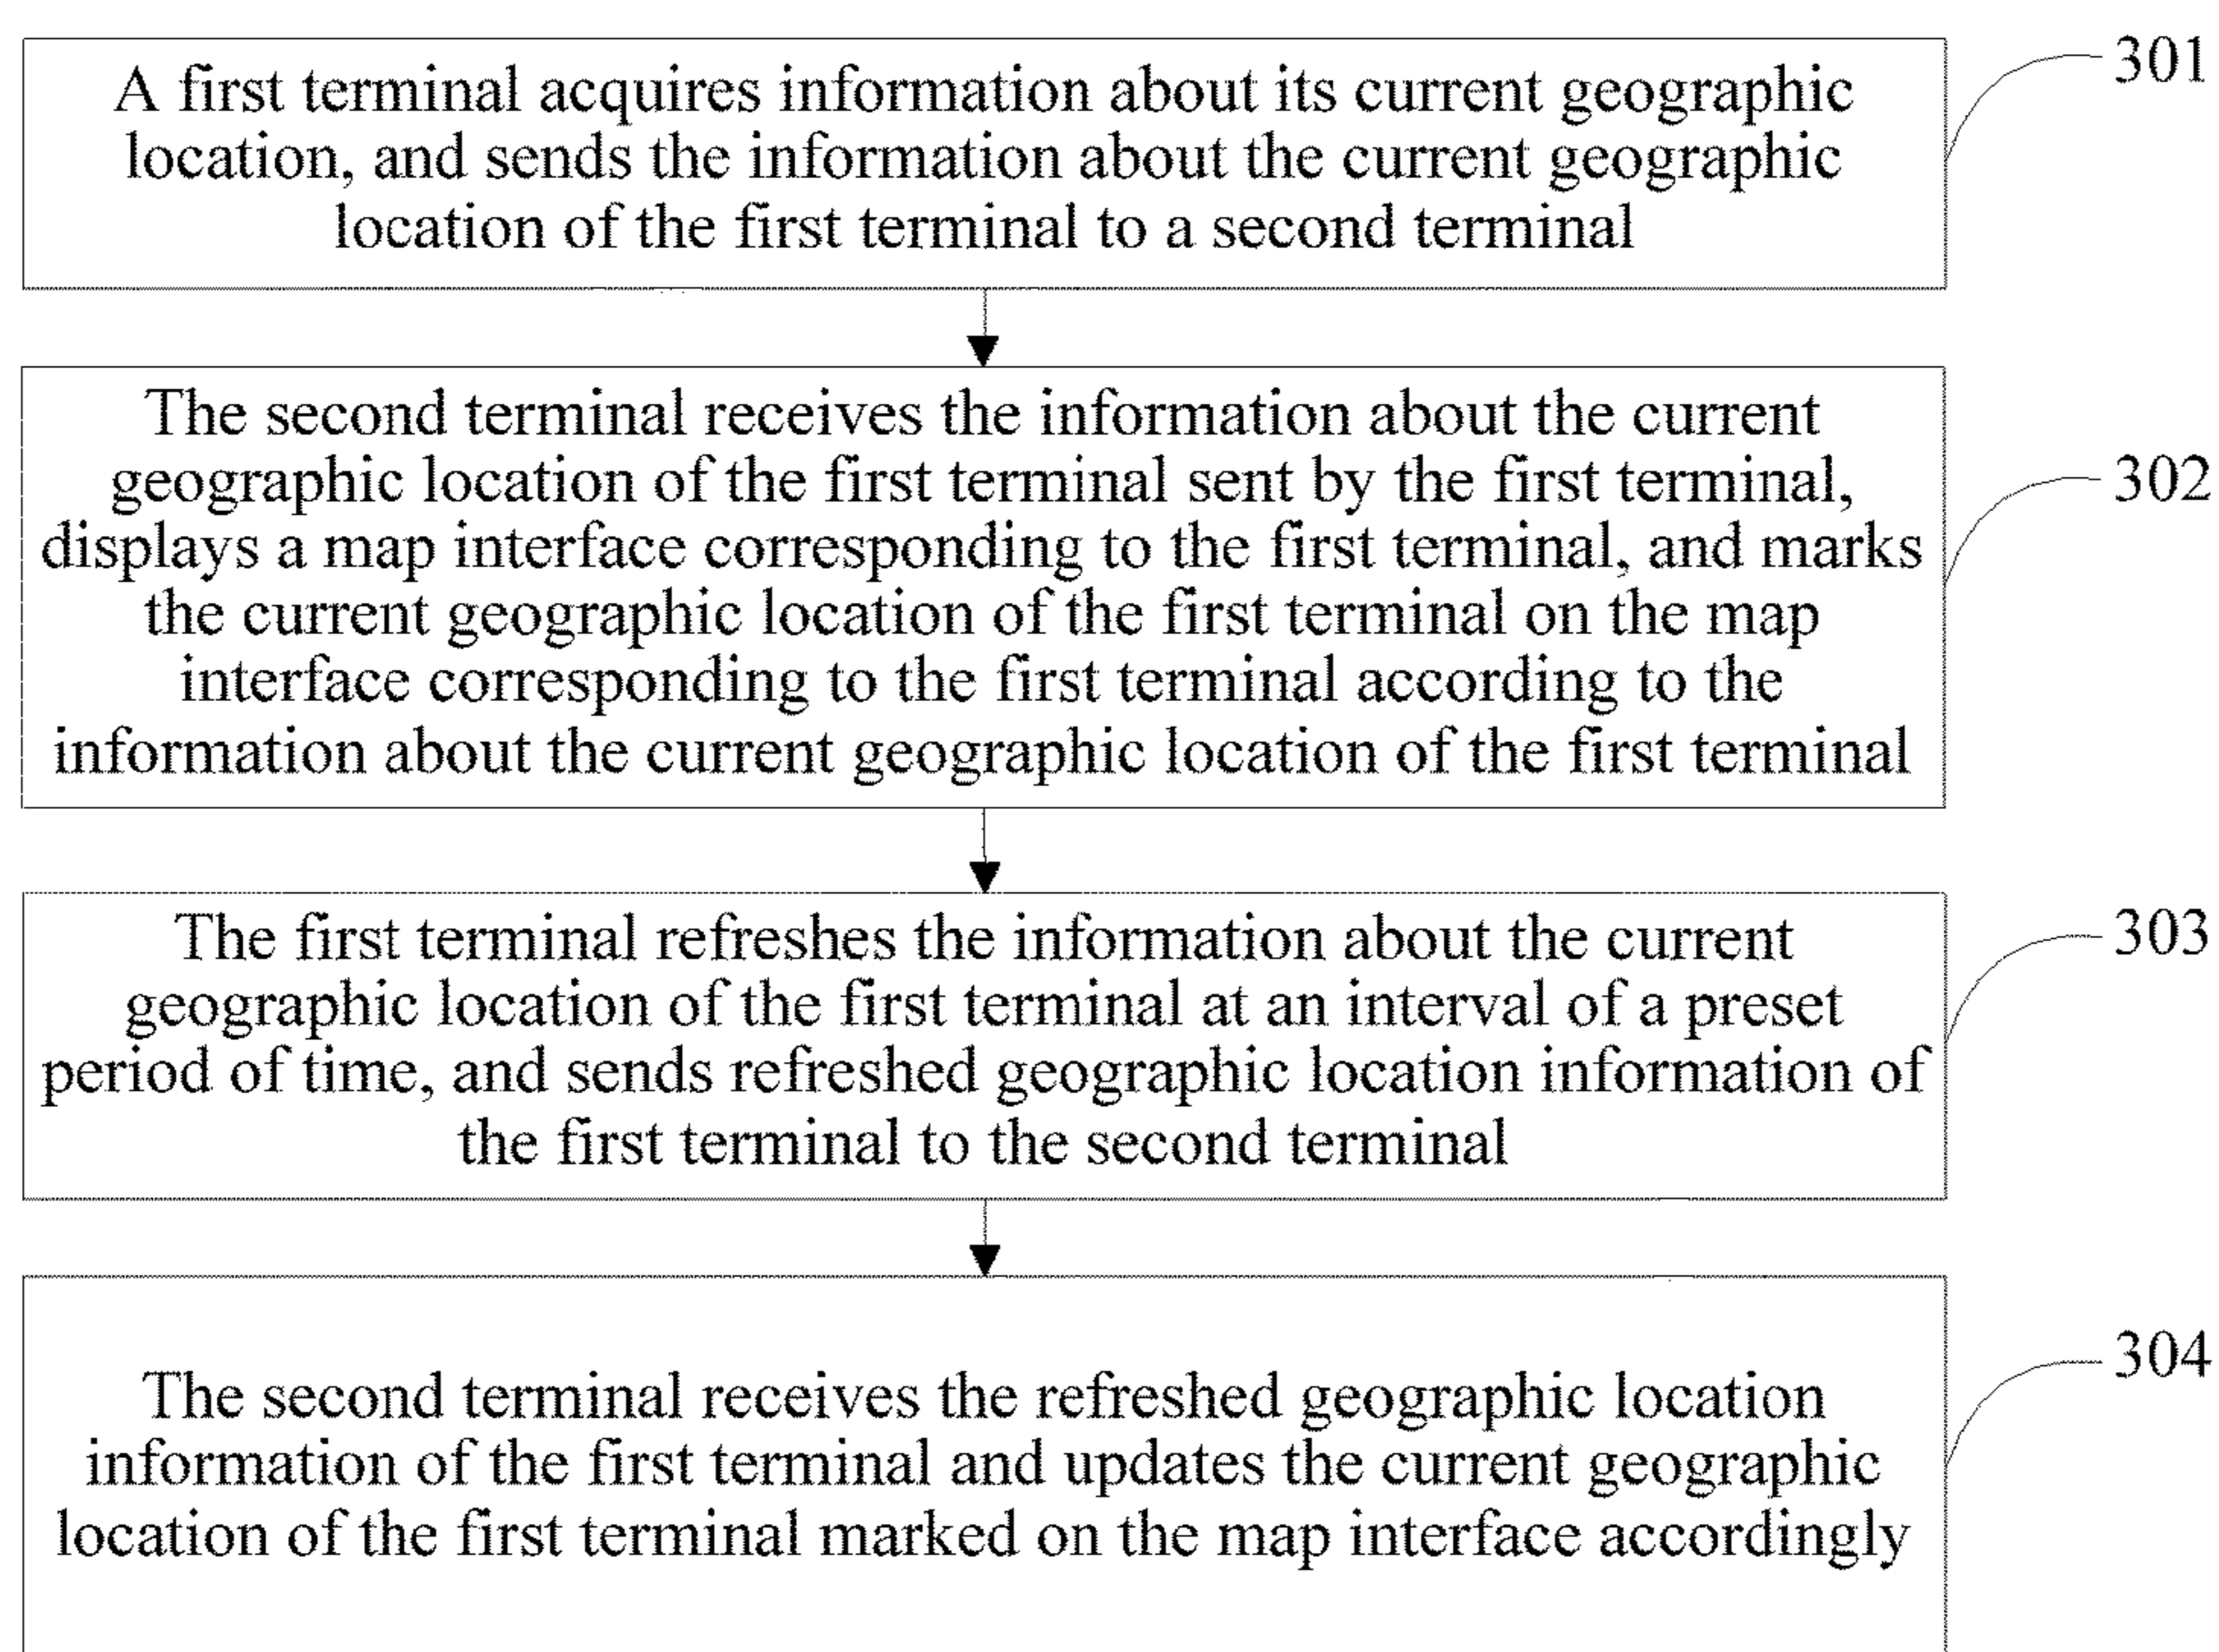 A first terminal acquires information about its current geographic
location, and sends the information about the current geographic
location of the first terminal to a second terminal
301
The second terminal receives the information about the current
geographic location of the first terminal sent by the first terminal,
displays a map interface corresponding to the first terminal, and marks
the current geographic location of the first terminal on the map
interface corresponding to the first terminal according to the
information about the current geographic location of the first terminal
302
The first terminal refreshes the information about the current
geographic location of the first terminal at an interval of a preset
period of time, and sends refreshed geographic location information of
the first terminal to the second terminal
303
The second terminal receives the refreshed geographic location
information of the first terminal and updates the current geographic
location of the first terminal marked on the map interface accordingly
304